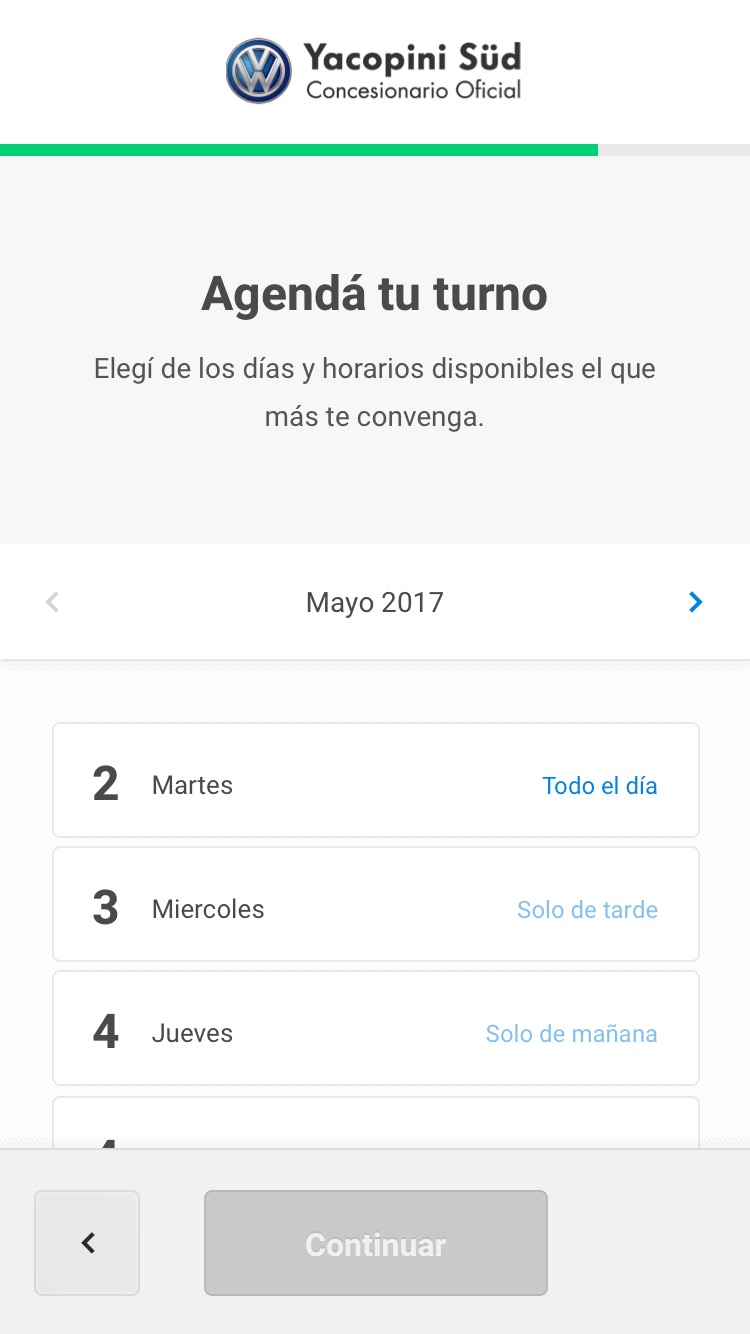 Yacopini Süd
Concesionario Oficial
Agendá tu turno
Elegí de los días y horarios disponibles el que
más te convenga.
Mayo 2017
2 Martes Todo el día
3 Miercoles Solo de tarde
4 Jueves Solo de mañana
Continuar